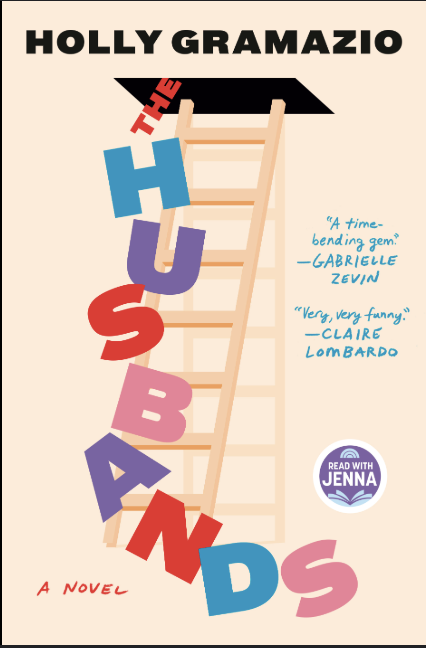 HOLLY GRAMAZIO
THE
HUSBANDS
"A time-
bending gem."
—GABRIELLE
ZEVIN
"Very, very funny."
—CLAIRE
LOMBARDO
READ WITH
JENNA
A NOVEL